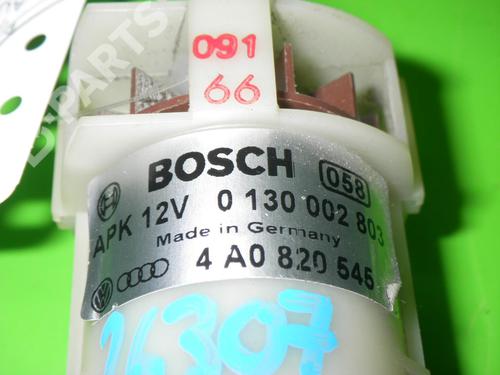 B-PARTS
091
66
BOSCH 058
APK 12V 0 130 002 803
Made in Germany
4 A0 820 545
26307